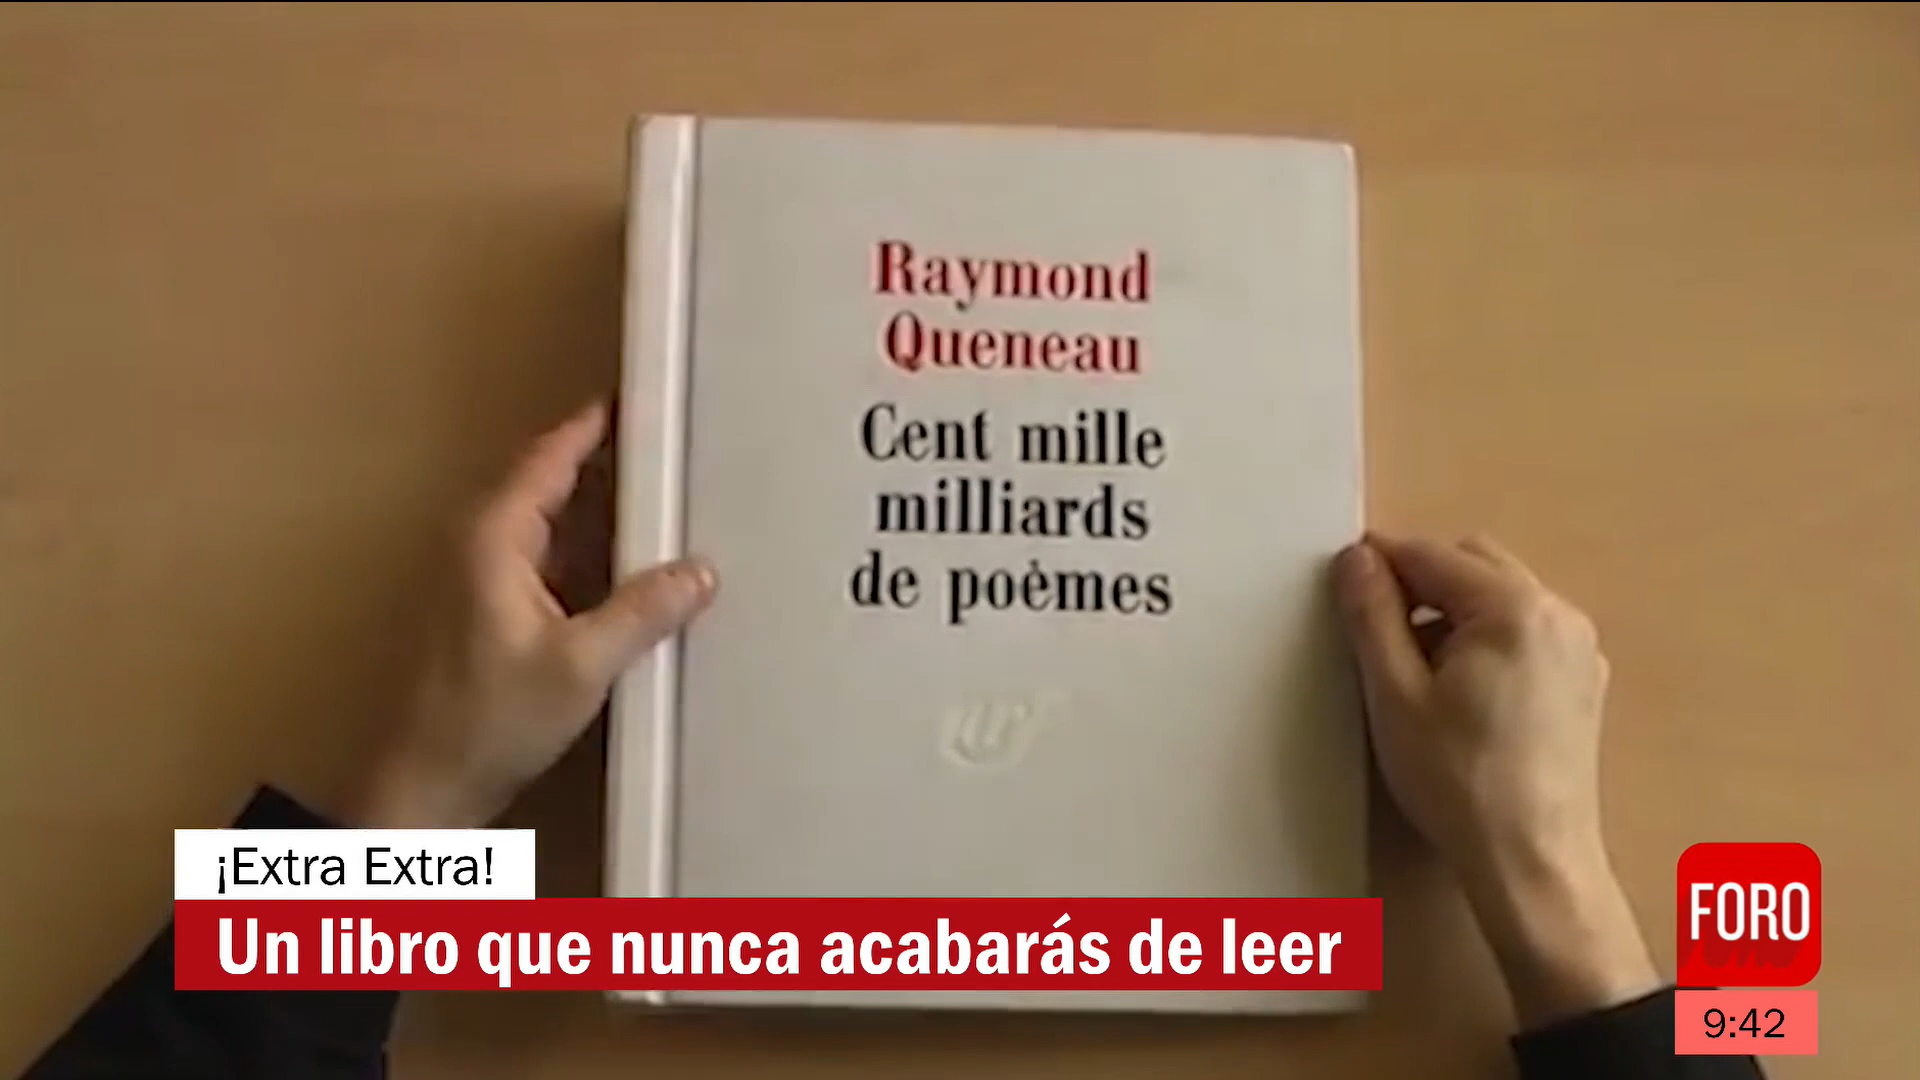 Raymond
Queneau
Cent mille
milliards
de poèmes
nrf
¡Extra Extra!
Un libro que nunca acabarás de leer
FORO
9:42